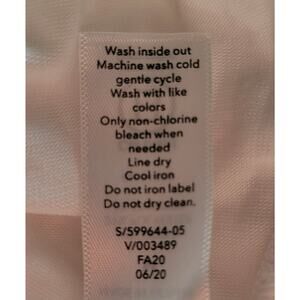 Wash inside out
Machine wash cold
gentle cycle
Wash with like
colors
Only non-chlorine
bleach when
needed
Line dry
Cool iron
Do not iron label
Do not dry clean.
S/599644-05
V/003489
FA20
06/20